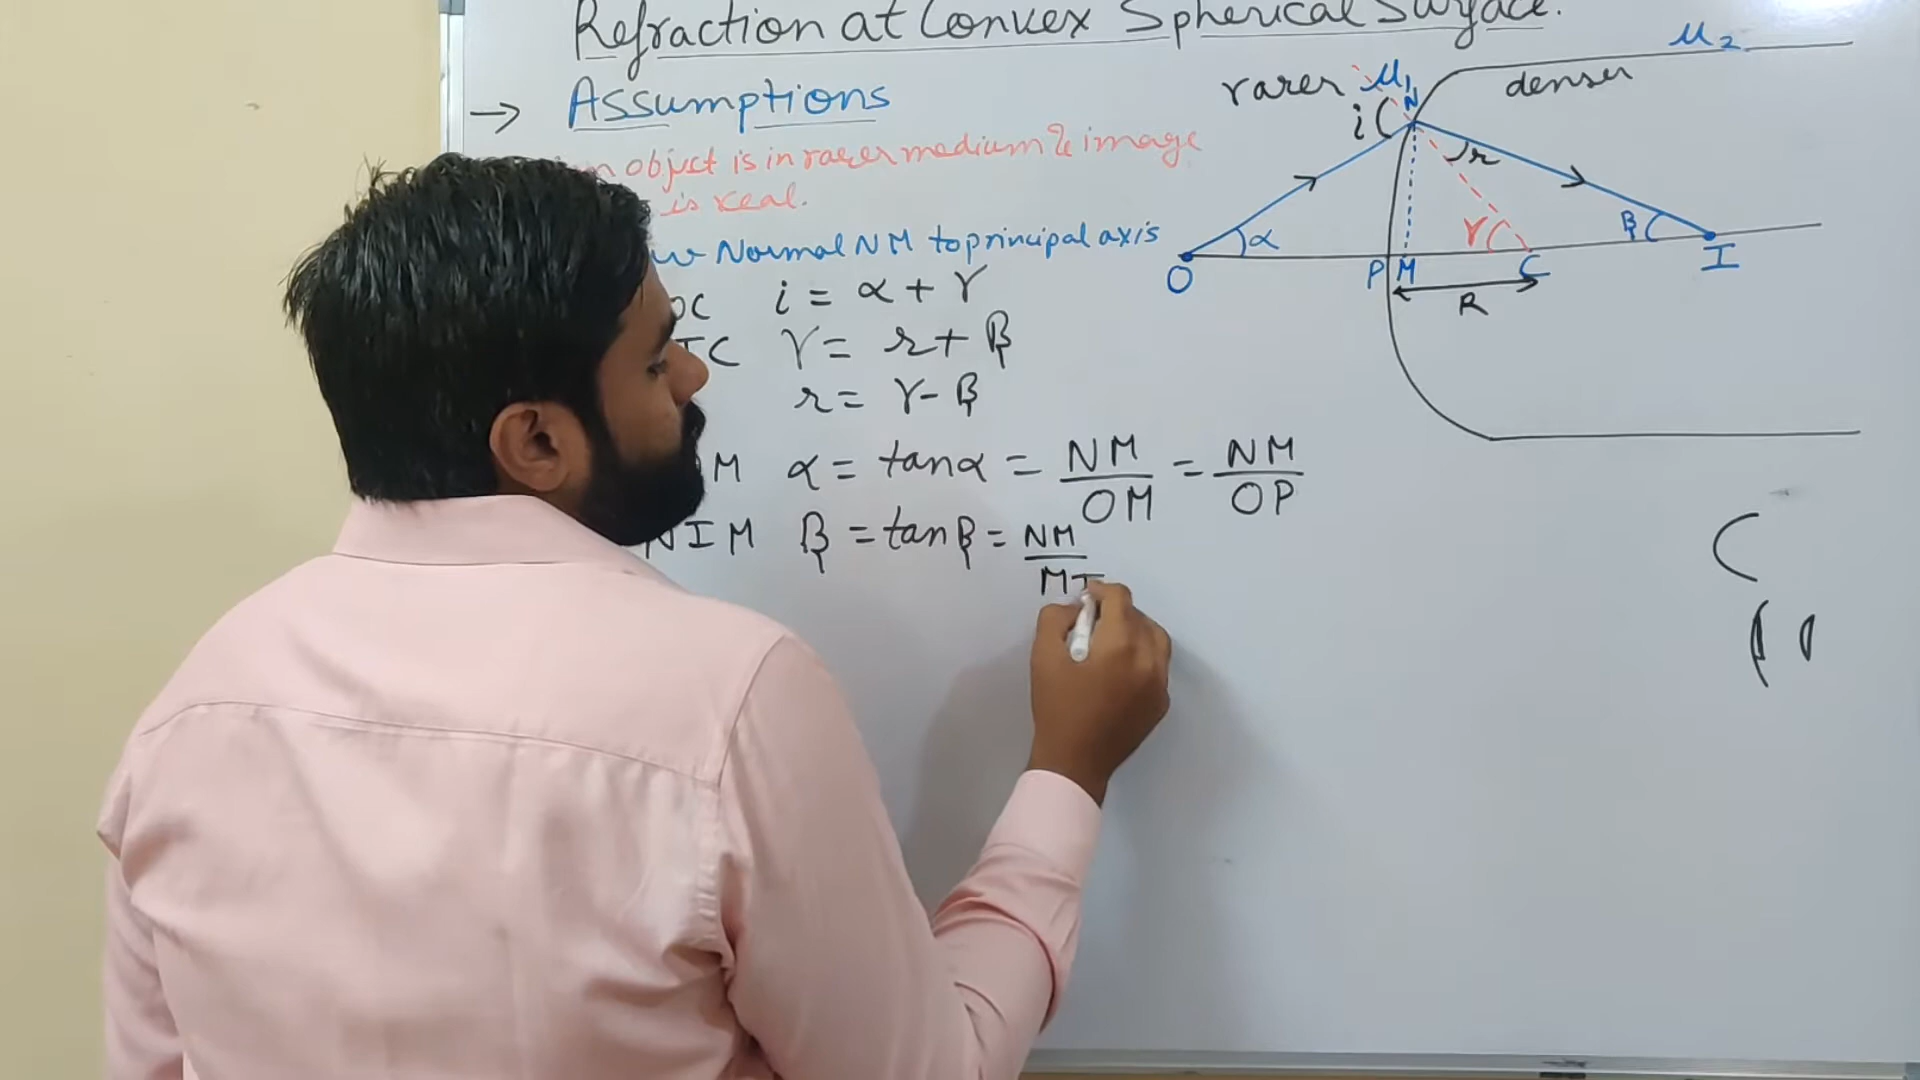 Refraction at Convex Spherical Surface.
→ Assumptions
object is in rarer medium & image
is real.
Normal NM to principal axis
i = α + γ
IC γ = r + β
r = γ - β
M α = tanα = NM/OM = NM/OP
NIM β = tanβ = NM/MI
μ2
rarer μ1
denser
N
i
r
α
γ
β
O
P M
C
I
R